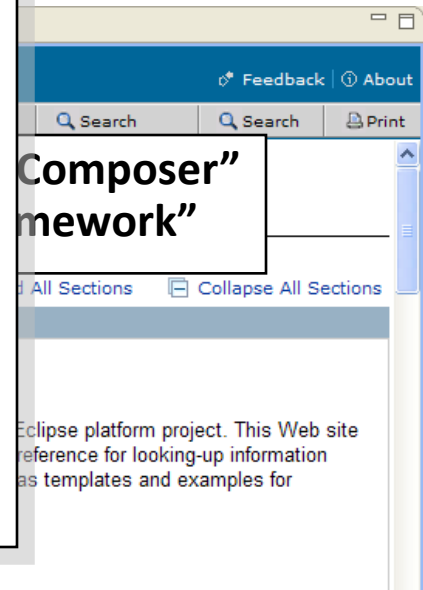 Feedback About
Search Search Print
Composer”
mework”
All Sections Collapse All Sections
Eclipse platform project. This Web site
reference for looking-up information
as templates and examples for